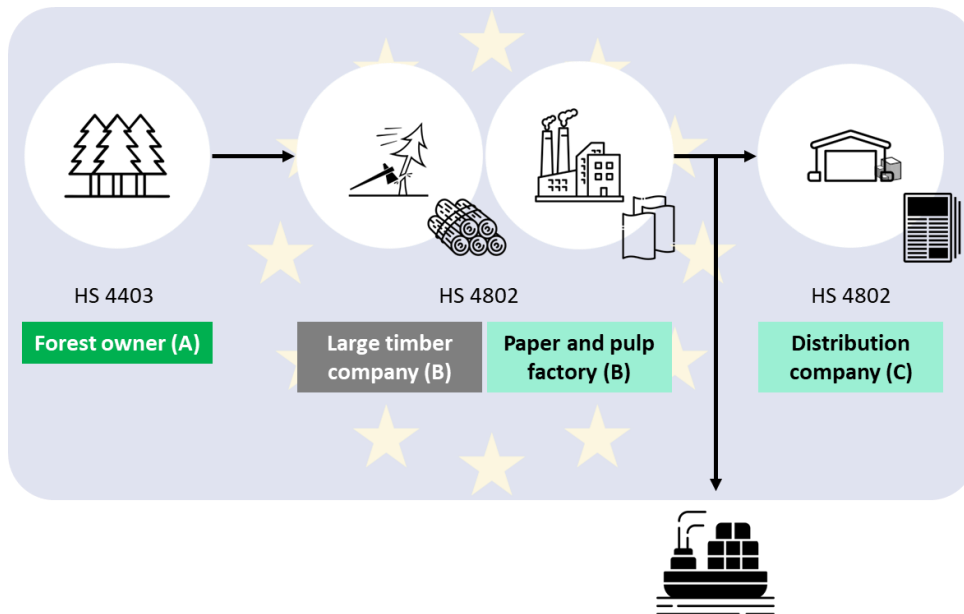 HS 4403
HS 4802
HS 4802
Forest owner (A)
Large timber
company (B)
Paper and pulp
factory (B)
Distribution
company (C)